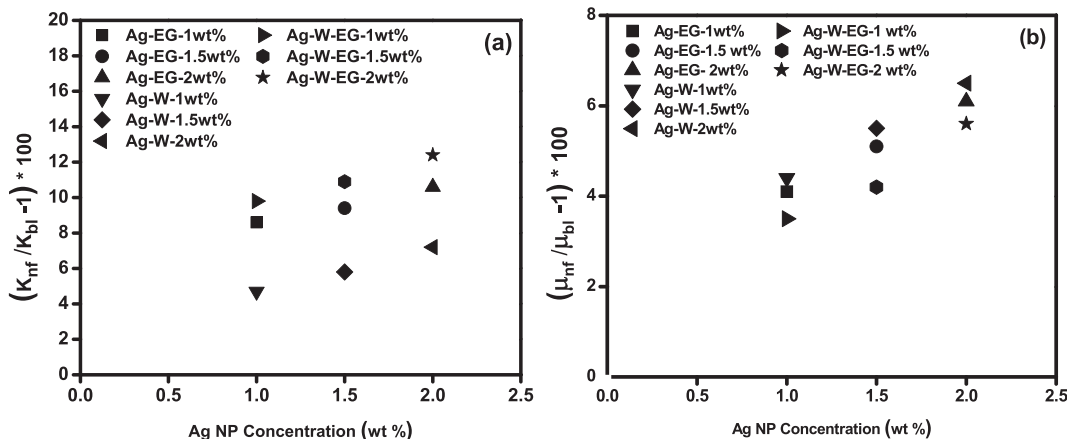 (a)
Ag-EG-1wt%
Ag-EG-1.5wt%
Ag-EG-2wt%
Ag-W-1wt%
Ag-W-1.5wt%
Ag-W-2wt%
Ag-W-EG-1wt%
Ag-W-EG-1.5wt%
Ag-W-EG-2wt%
(K_nf /K_bl -1) * 100
20
18
16
14
12
10
8
6
4
2
0
0.0 0.5 1.0 1.5 2.0 2.5
Ag NP Concentration (wt %)
(b)
Ag-EG-1wt%
Ag-EG-1.5 wt%
Ag-EG- 2wt%
Ag-W-1wt%
Ag-W-1.5wt%
Ag-W-2wt%
Ag-W-EG-1 wt%
Ag-W-EG-1.5 wt%
Ag-W-EG-2 wt%
(μ_nf /μ_bl -1) * 100
8
6
4
2
0
0.0 0.5 1.0 1.5 2.0 2.5
Ag NP Concentration (wt %)